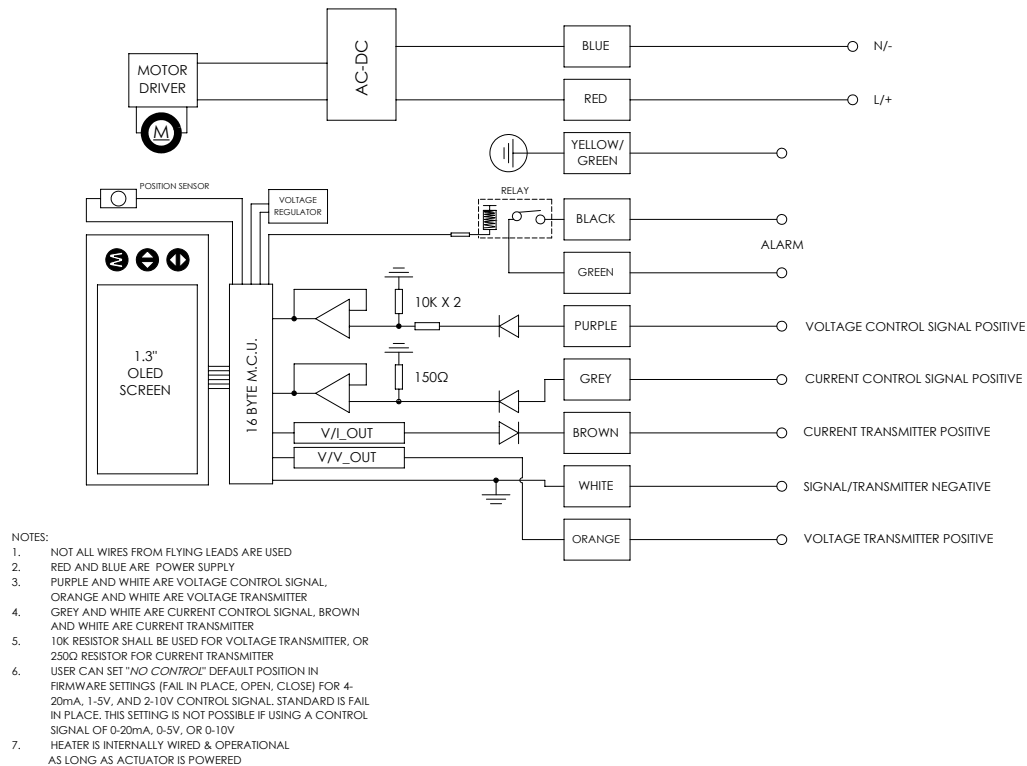 AC-DC
BLUE
N/-
MOTOR
DRIVER
RED
L/+
M
YELLOW/
GREEN
POSITION SENSOR
VOLTAGE
REGULATOR
RELAY
BLACK
ALARM
GREEN
10K X 2
PURPLE
VOLTAGE CONTROL SIGNAL POSITIVE
1.3"
OLED
SCREEN
16 BYTE M.C.U.
150Ω
GREY
CURRENT CONTROL SIGNAL POSITIVE
V/I_OUT
BROWN
CURRENT TRANSMITTER POSITIVE
V/V_OUT
WHITE
SIGNAL/TRANSMITTER NEGATIVE
ORANGE
VOLTAGE TRANSMITTER POSITIVE
NOTES:
1. NOT ALL WIRES FROM FLYING LEADS ARE USED
2. RED AND BLUE ARE POWER SUPPLY
3. PURPLE AND WHITE ARE VOLTAGE CONTROL SIGNAL,
ORANGE AND WHITE ARE VOLTAGE TRANSMITTER
4. GREY AND WHITE ARE CURRENT CONTROL SIGNAL, BROWN
AND WHITE ARE CURRENT TRANSMITTER
5. 10K RESISTOR SHALL BE USED FOR VOLTAGE TRANSMITTER, OR
250Ω RESISTOR FOR CURRENT TRANSMITTER
6. USER CAN SET "NO CONTROL" DEFAULT POSITION IN
FIRMWARE SETTINGS (FAIL IN PLACE, OPEN, CLOSE) FOR 4-
20mA, 1-5V, AND 2-10V CONTROL SIGNAL. STANDARD IS FAIL
IN PLACE. THIS SETTING IS NOT POSSIBLE IF USING A CONTROL
SIGNAL OF 0-20mA, 0-5V, OR 0-10V
7. HEATER IS INTERNALLY WIRED & OPERATIONAL
AS LONG AS ACTUATOR IS POWERED